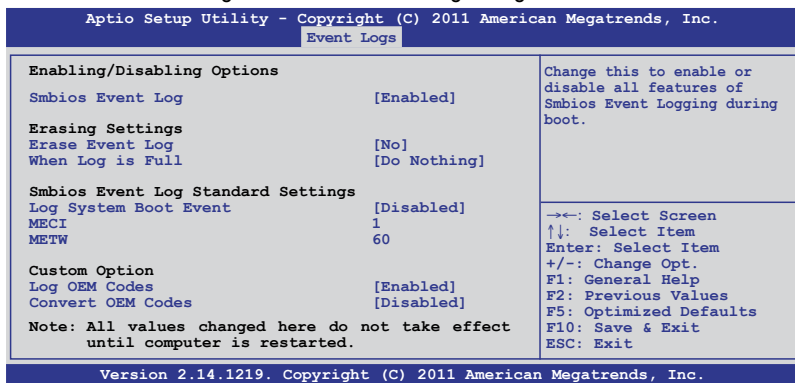 Aptio Setup Utility - Copyright (C) 2011 American Megatrends, Inc.
Event Logs
Enabling/Disabling Options
Smbios Event Log [Enabled]
Erasing Settings
Erase Event Log [No]
When Log is Full [Do Nothing]
Smbios Event Log Standard Settings
Log System Boot Event [Disabled]
MECI 1
METW 60
Custom Option
Log OEM Codes [Enabled]
Convert OEM Codes [Disabled]
Note: All values changed here do not take effect
until computer is restarted.
Change this to enable or
disable all features of
Smbios Event Logging during
boot.
→←: Select Screen
↑↓: Select Item
Enter: Select Item
+/-: Change Opt.
F1: General Help
F2: Previous Values
F5: Optimized Defaults
F10: Save & Exit
ESC: Exit
Version 2.14.1219. Copyright (C) 2011 American Megatrends, Inc.